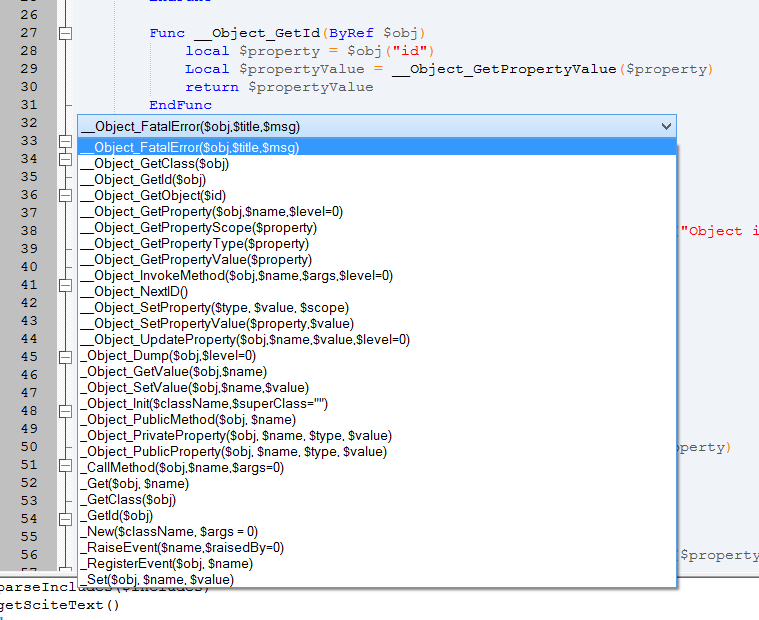 EndFunc
26
27 Func __Object_GetId(ByRef $obj)
28 local $property = $obj("id")
29 Local $propertyValue = __Object_GetPropertyValue($property)
30 return $propertyValue
31 EndFunc
32 __Object_FatalError($obj,$title,$msg)
33 __Object_FatalError($obj,$title,$msg)
34 __Object_GetClass($obj)
35 __Object_GetId($obj)
36 __Object_GetObject($id)
37 __Object_GetProperty($obj,$name,$level=0)
38 __Object_GetPropertyScope($property) "Object i
39 __Object_GetPropertyType($property)
40 __Object_GetPropertyValue($property)
41 __Object_InvokeMethod($obj,$name,$args,$level=0)
42 __Object_NextID()
__Object_SetProperty($type, $value, $scope)
43 __Object_SetPropertyValue($property,$value)
44 __Object_UpdateProperty($obj,$name,$value,$level=0)
45 _Object_Dump($obj,$level=0)
46 _Object_GetValue($obj,$name)
47 _Object_SetValue($obj,$name,$value)
48 _Object_Init($className,$superClass="")
49 _Object_PublicMethod($obj, $name)
_Object_PrivateProperty($obj, $name, $type, $value)
50 _Object_PublicProperty($obj, $name, $type, $value) perty)
51 _CallMethod($obj,$name,$args=0)
52 _Get($obj, $name)
53 _GetClass($obj)
54 _GetId($obj)
55 _New($className, $args = 0)
56 _RaiseEvent($name,$raisedBy=0) $property
57 _RegisterEvent($obj, $name)
_Set($obj, $name, $value)
parseIncludes($includes)
getSciteText()